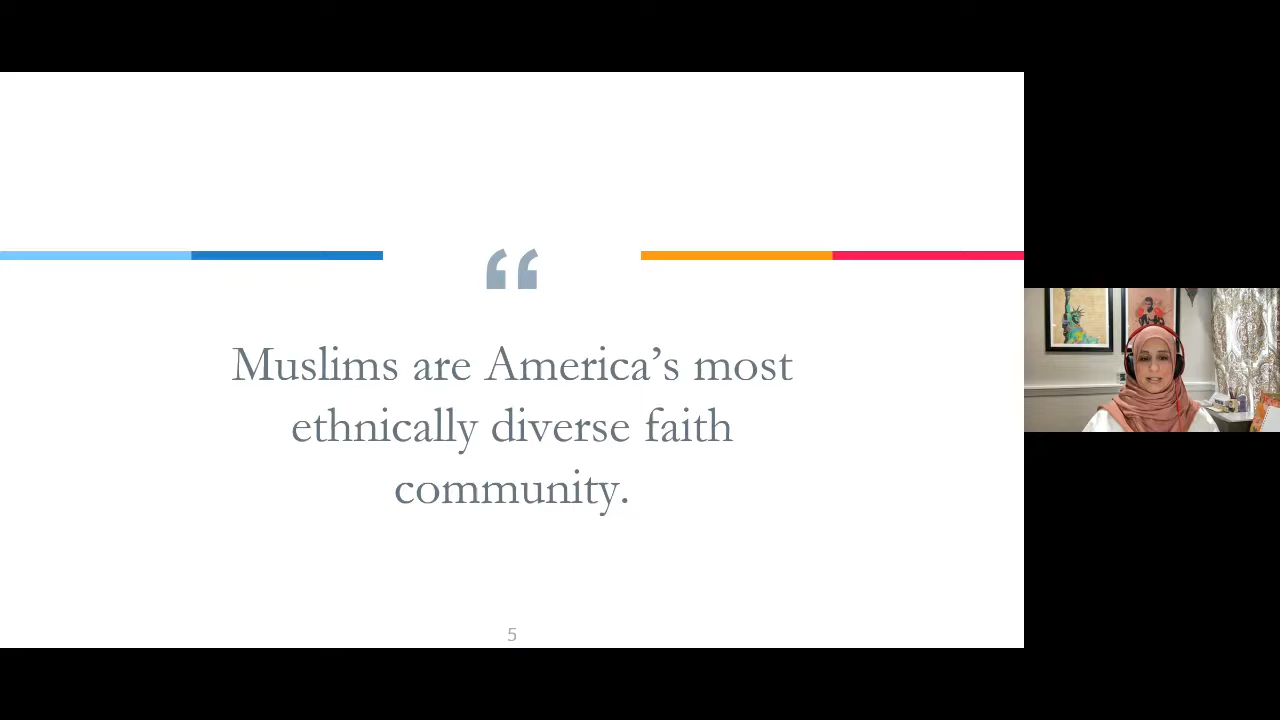 “
Muslims are America’s most
ethnically diverse faith
community.
5